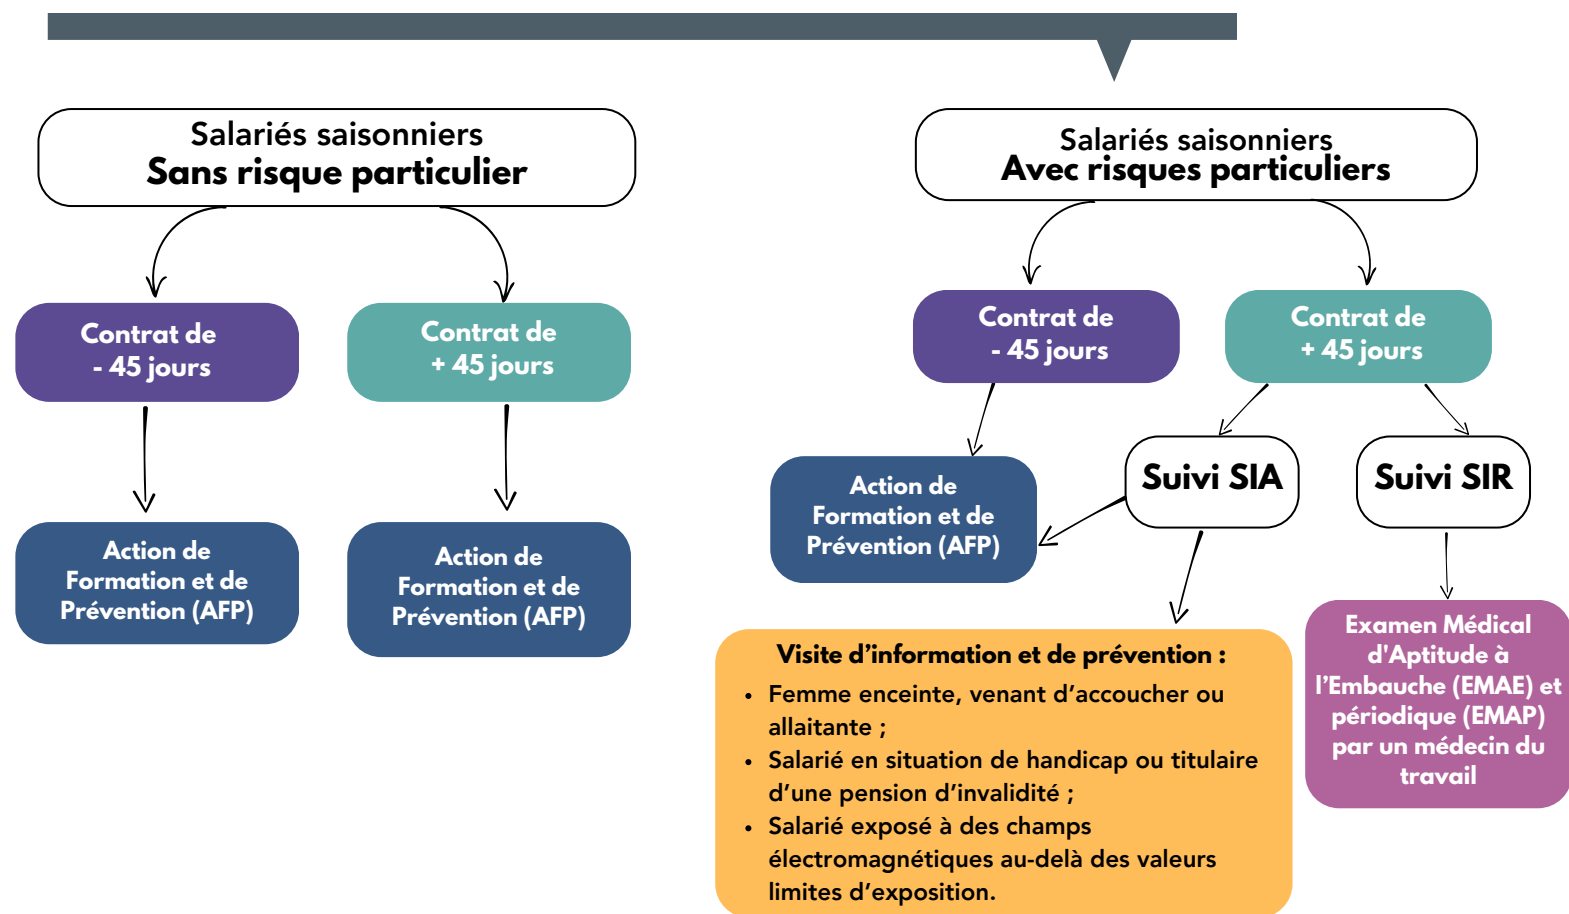 Salariés saisonniers
Sans risque particulier
Contrat de
- 45 jours
Contrat de
+ 45 jours
Action de
Formation et de
Prévention (AFP)
Action de
Formation et de
Prévention (AFP)
Salariés saisonniers
Avec risques particuliers
Contrat de
- 45 jours
Contrat de
+ 45 jours
Action de
Formation et de
Prévention (AFP)
Suivi SIA
Suivi SIR
Visite d’information et de prévention :
• Femme enceinte, venant d’accoucher ou
allaitante ;
• Salarié en situation de handicap ou titulaire
d’une pension d’invalidité ;
• Salarié exposé à des champs
électromagnétiques au-delà des valeurs
limites d’exposition.
Examen Médical
d'Aptitude à
l’Embauche (EMAE) et
périodique (EMAP)
par un médecin du
travail